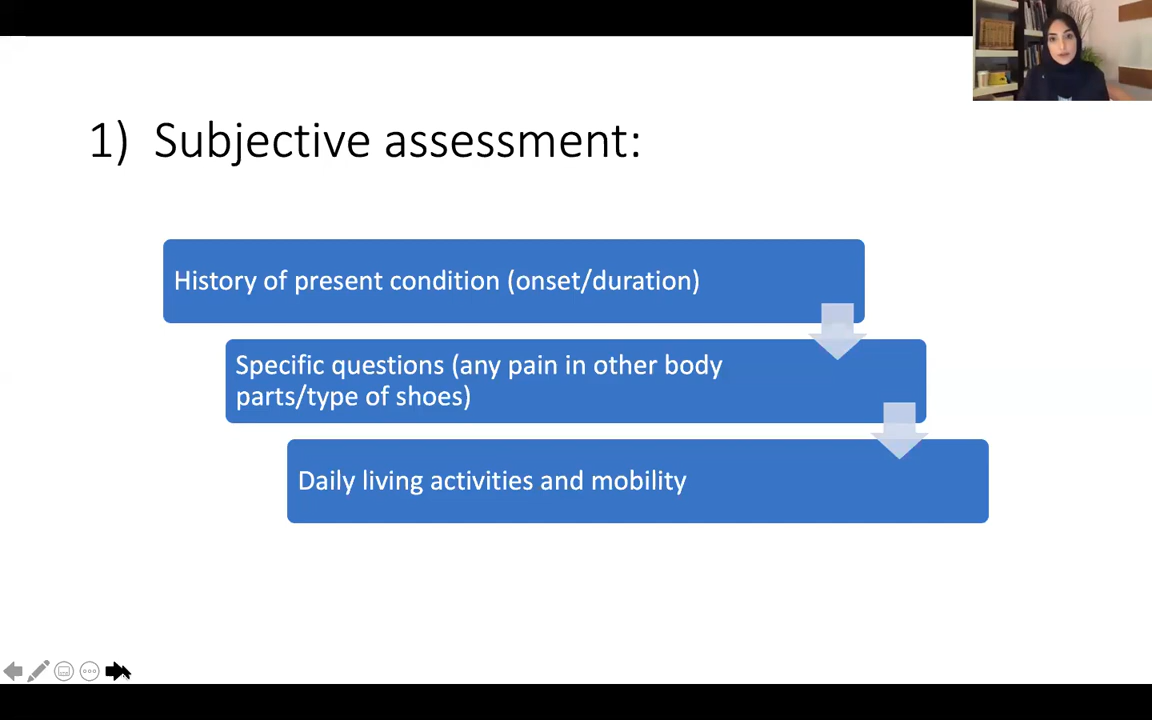 1) Subjective assessment:
History of present condition (onset/duration)
Specific questions (any pain in other body
parts/type of shoes)
Daily living activities and mobility